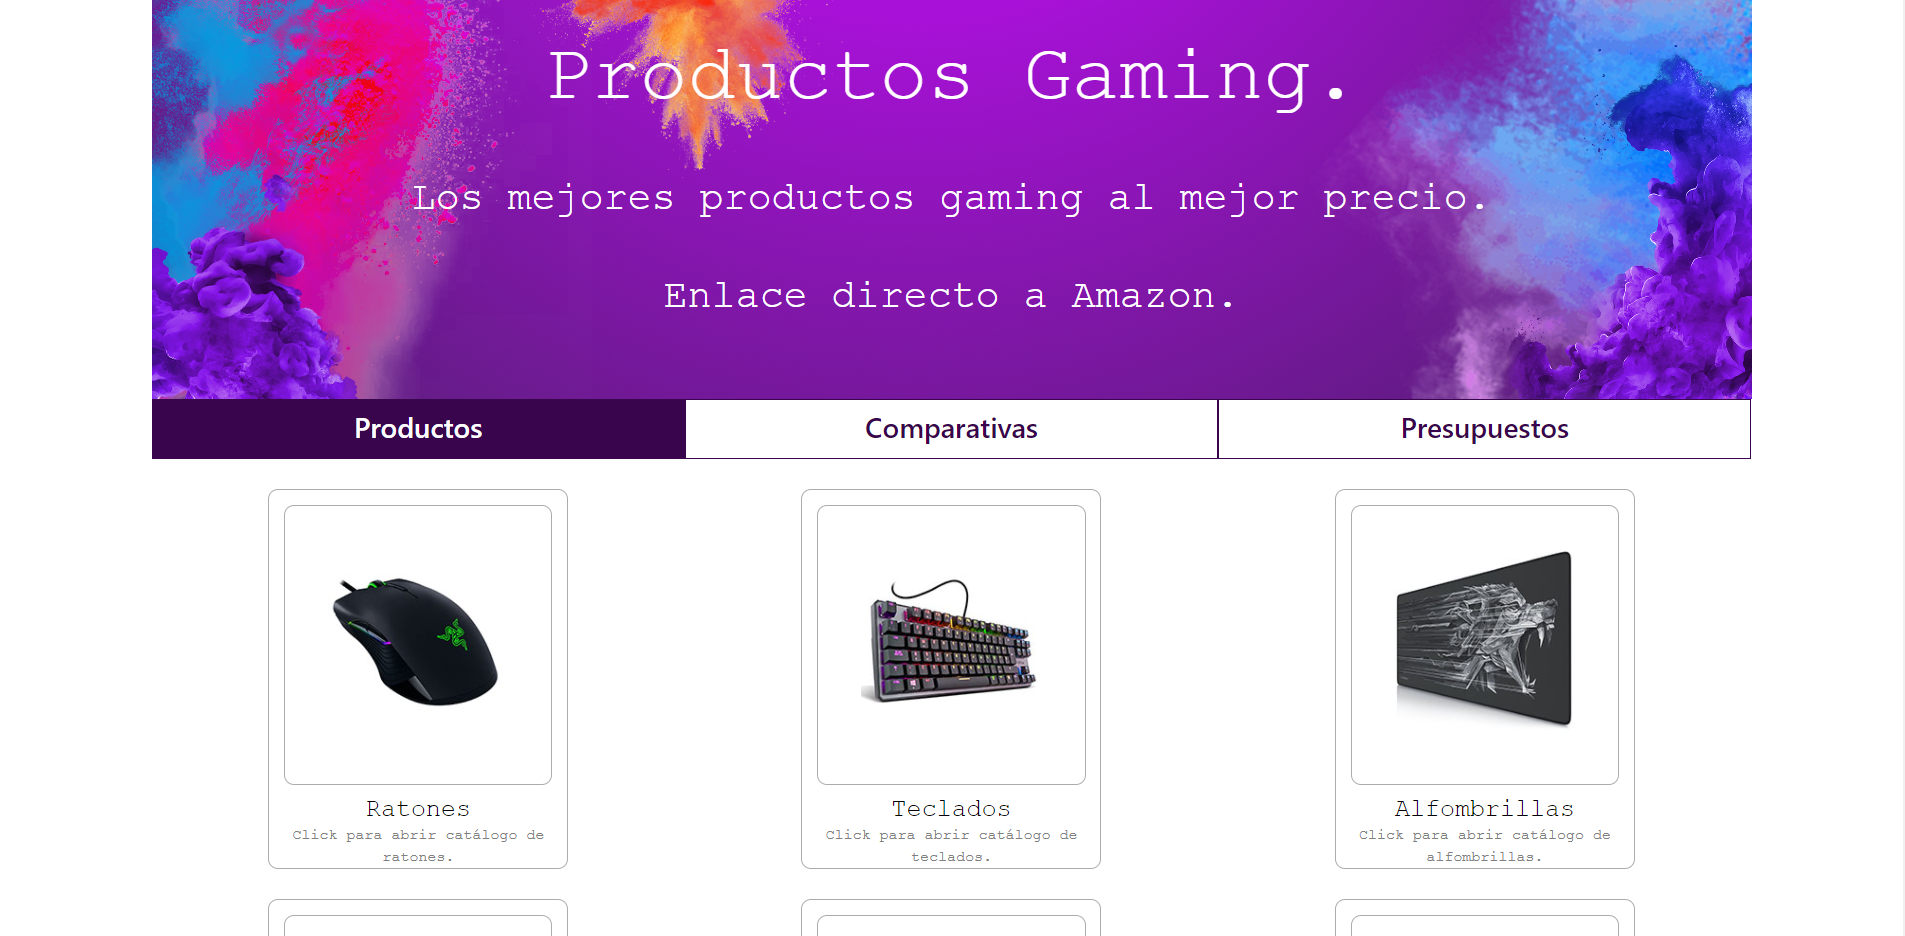 Productos Gaming.
Los mejores productos gaming al mejor precio.
Enlace directo a Amazon.
Productos
Comparativas
Presupuestos
Ratones
Click para abrir catálogo de
ratones.
Teclados
Click para abrir catálogo de
teclados.
Alfombrillas
Click para abrir catálogo de
alfombrillas.